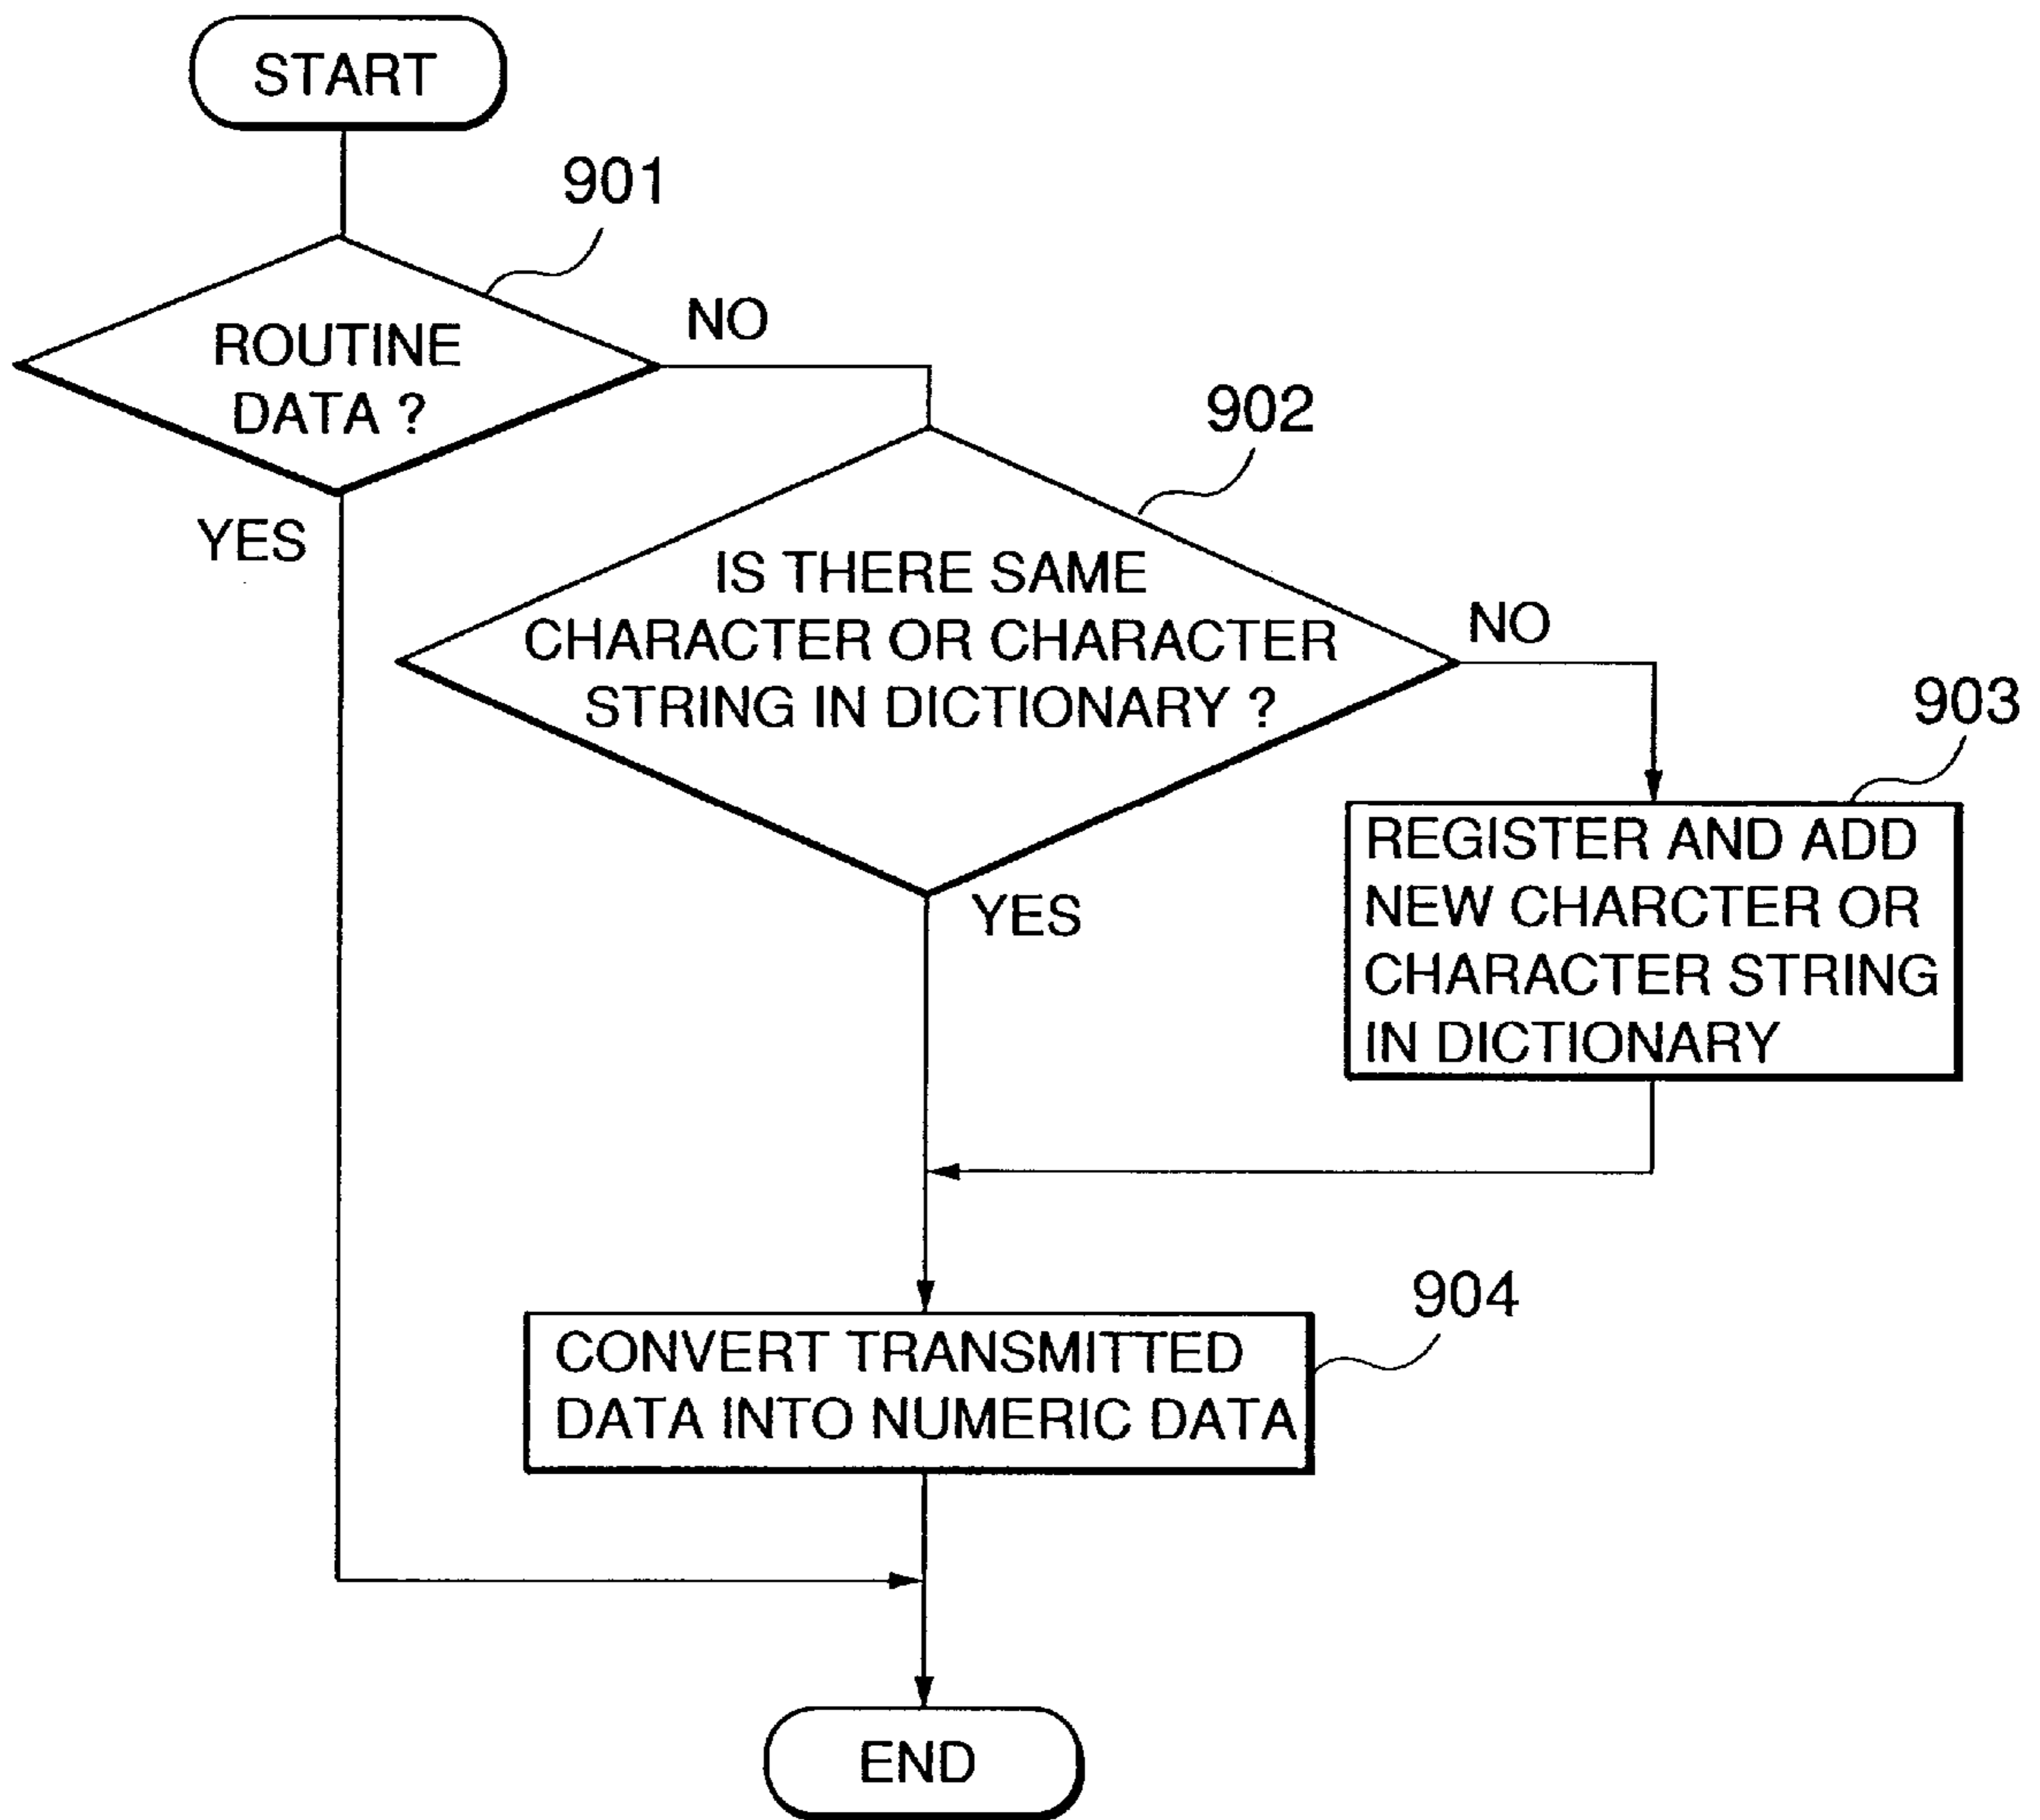 START
901
ROUTINE
DATA ?
NO
YES
902
IS THERE SAME
CHARACTER OR CHARACTER
STRING IN DICTIONARY ?
NO
YES
903
REGISTER AND ADD
NEW CHARCTER OR
CHARACTER STRING
IN DICTIONARY
904
CONVERT TRANSMITTED
DATA INTO NUMERIC DATA
END